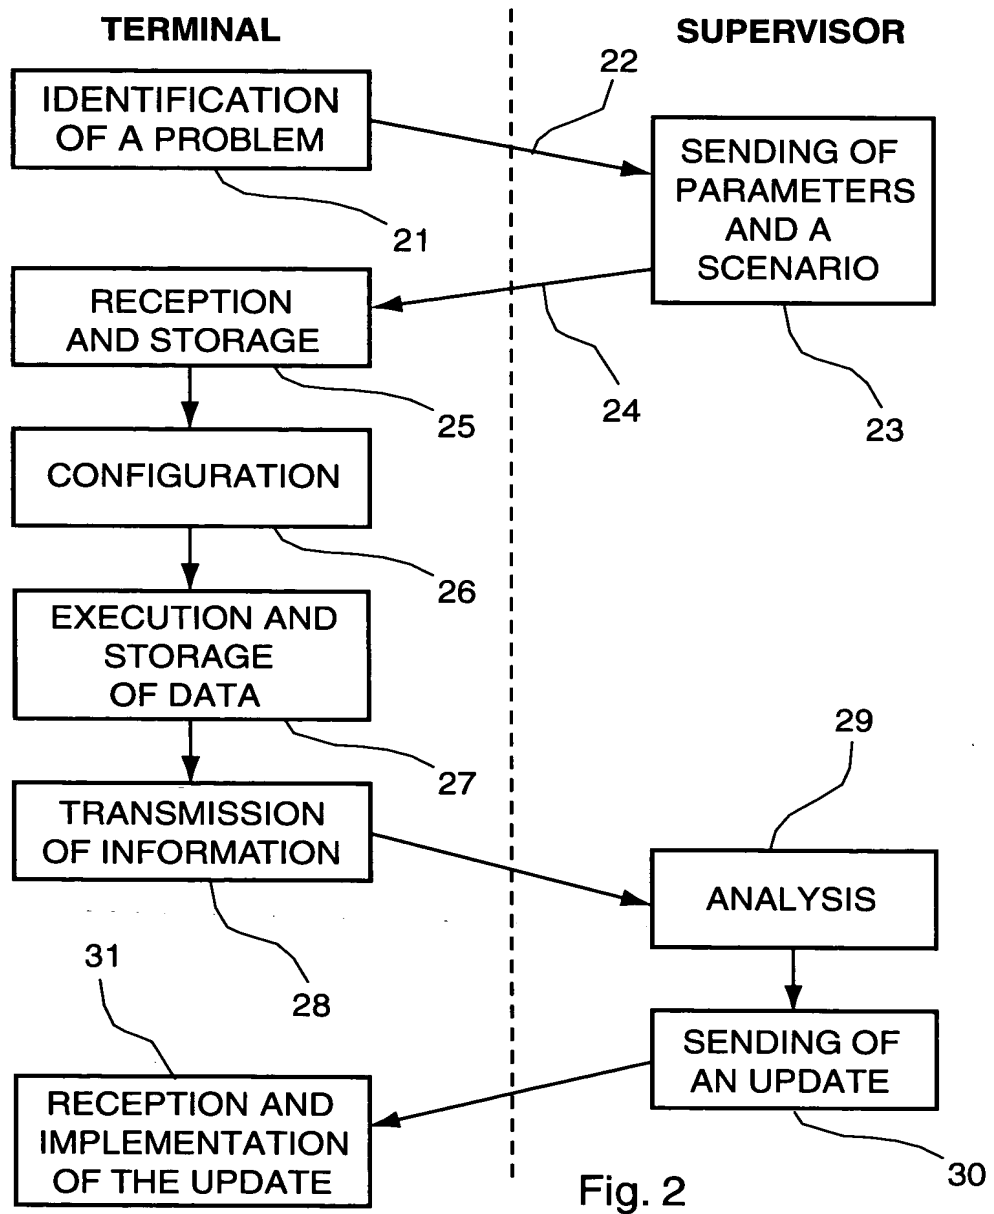 TERMINAL
SUPERVISOR
IDENTIFICATION
OF A PROBLEM
21
22
SENDING OF
PARAMETERS
AND A
SCENARIO
23
24
RECEPTION
AND STORAGE
25
CONFIGURATION
26
EXECUTION AND
STORAGE
OF DATA
27
TRANSMISSION
OF INFORMATION
28
29
ANALYSIS
SENDING OF
AN UPDATE
30
31
RECEPTION AND
IMPLEMENTATION
OF THE UPDATE
Fig. 2